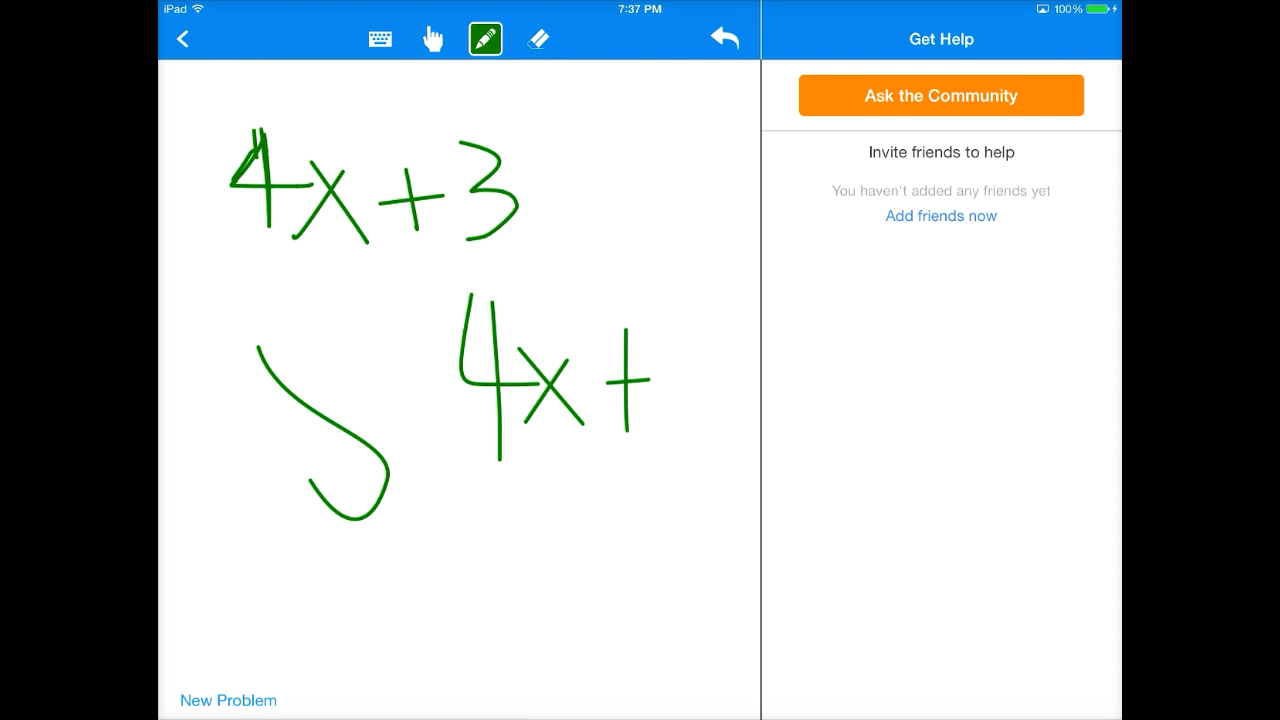 iPad 7:37 PM 100%
Get Help
Ask the Community
4x+3
Invite friends to help
You haven't added any friends yet
Add friends now
4x+
New Problem